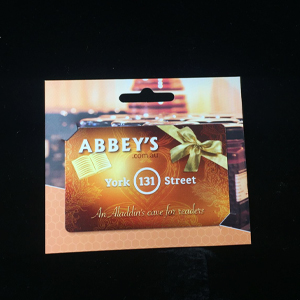 ABBEY'S
.com.au
York 131 Street
An Aladdin's cave for readers